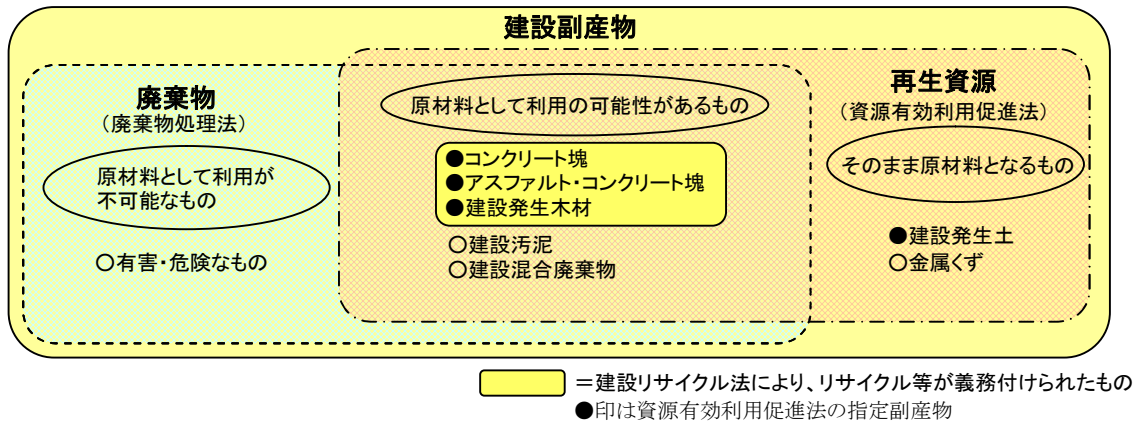 建設副産物
廃棄物
（廃棄物処理法）
原材料として利用が
不可能なもの
○有害・危険なもの
原材料として利用の可能性があるもの
●コンクリート塊
●アスファルト・コンクリート塊
●建設発生木材
○建設汚泥
○建設混合廃棄物
再生資源
（資源有効利用促進法）
そのまま原材料となるもの
●建設発生土
○金属くず
＝建設リサイクル法により、リサイクル等が義務付けられたもの
●印は資源有効利用促進法の指定副産物